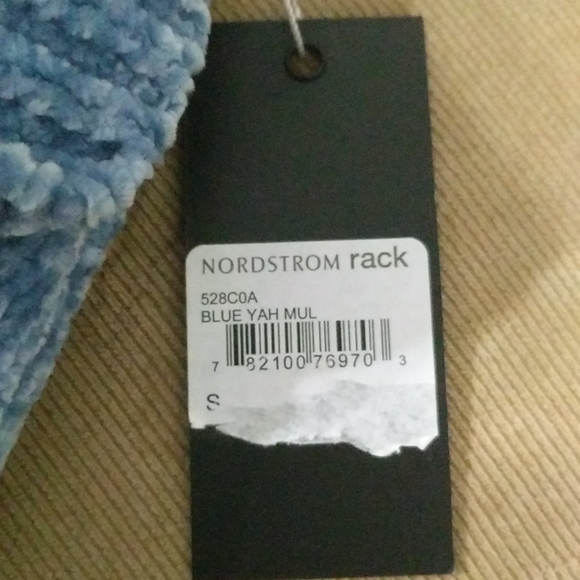 NORDSTROM rack
528C0A
BLUE YAH MUL
7 82100 76970 3
S